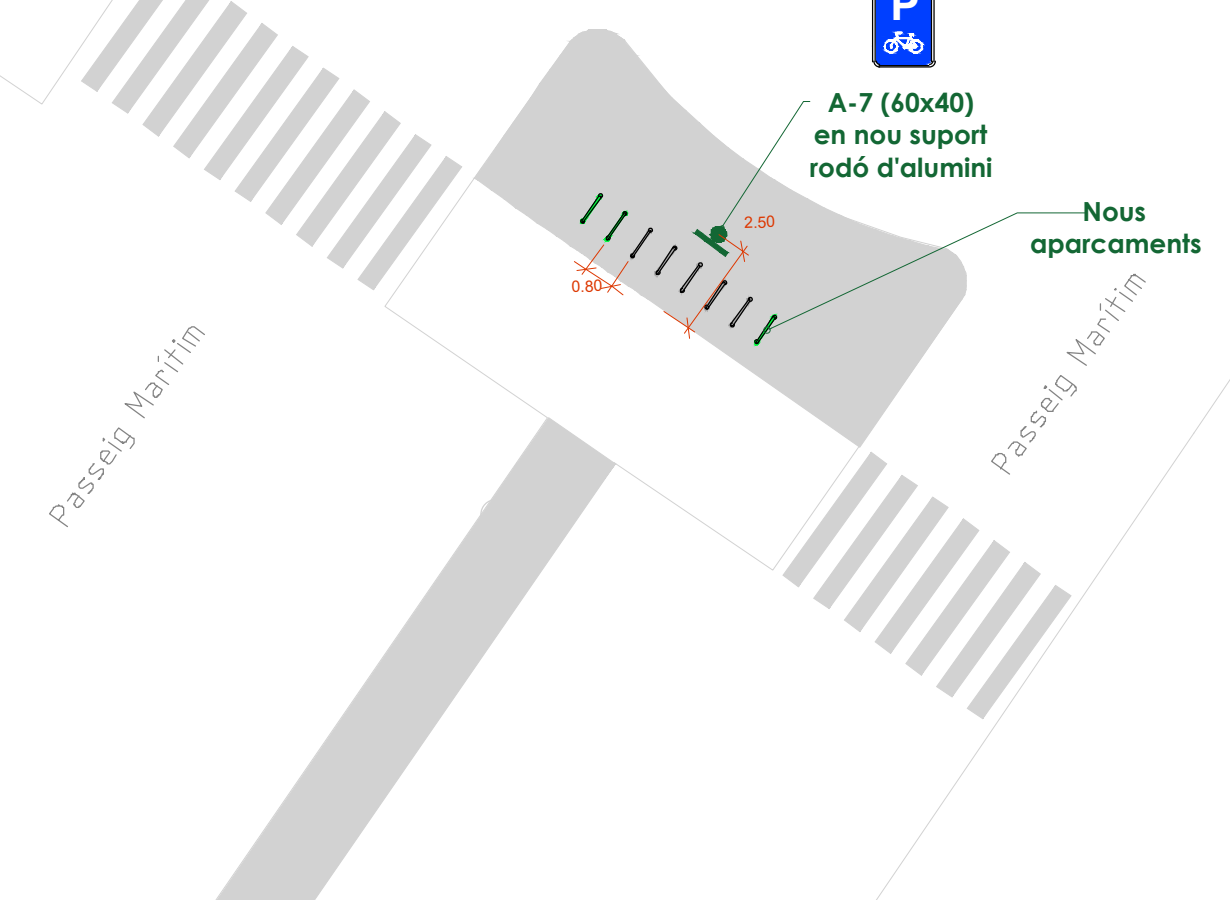 P
A-7 (60x40)
en nou suport
rodó d'alumini
Nous
aparcaments
2.50
0.80
Passeig Marítim
Passeig Marítim